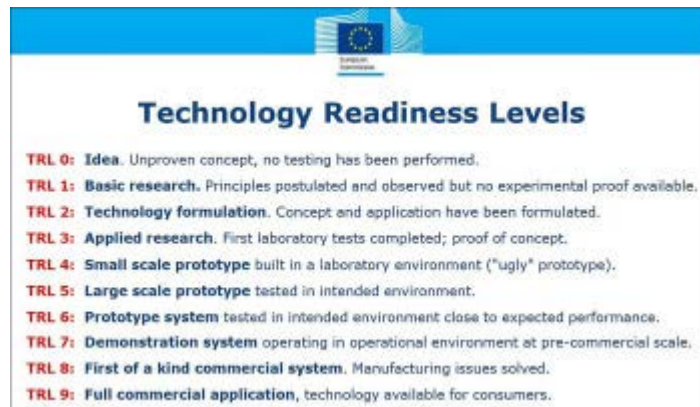 European
Commission
Technology Readiness Levels
TRL 0: Idea. Unproven concept, no testing has been performed.
TRL 1: Basic research. Principles postulated and observed but no experimental proof available.
TRL 2: Technology formulation. Concept and application have been formulated.
TRL 3: Applied research. First laboratory tests completed; proof of concept.
TRL 4: Small scale prototype built in a laboratory environment ("ugly" prototype).
TRL 5: Large scale prototype tested in intended environment.
TRL 6: Prototype system tested in intended environment close to expected performance.
TRL 7: Demonstration system operating in operational environment at pre-commercial scale.
TRL 8: First of a kind commercial system. Manufacturing issues solved.
TRL 9: Full commercial application, technology available for consumers.